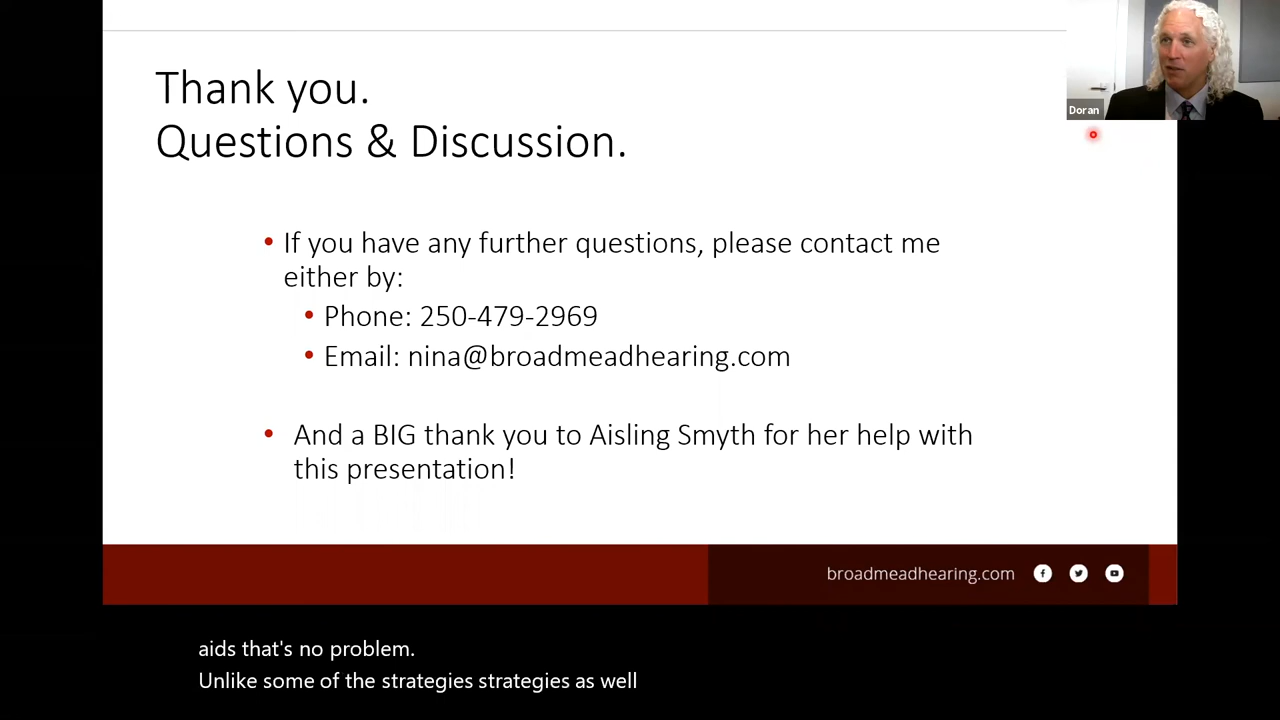 Thank you.
Questions & Discussion.
Doran
• If you have any further questions, please contact me
either by:
• Phone: 250-479-2969
• Email: nina@broadmeadhearing.com
• And a BIG thank you to Aisling Smyth for her help with
this presentation!
broadmeadhearing.com
aids that's no problem.
Unlike some of the strategies strategies as well